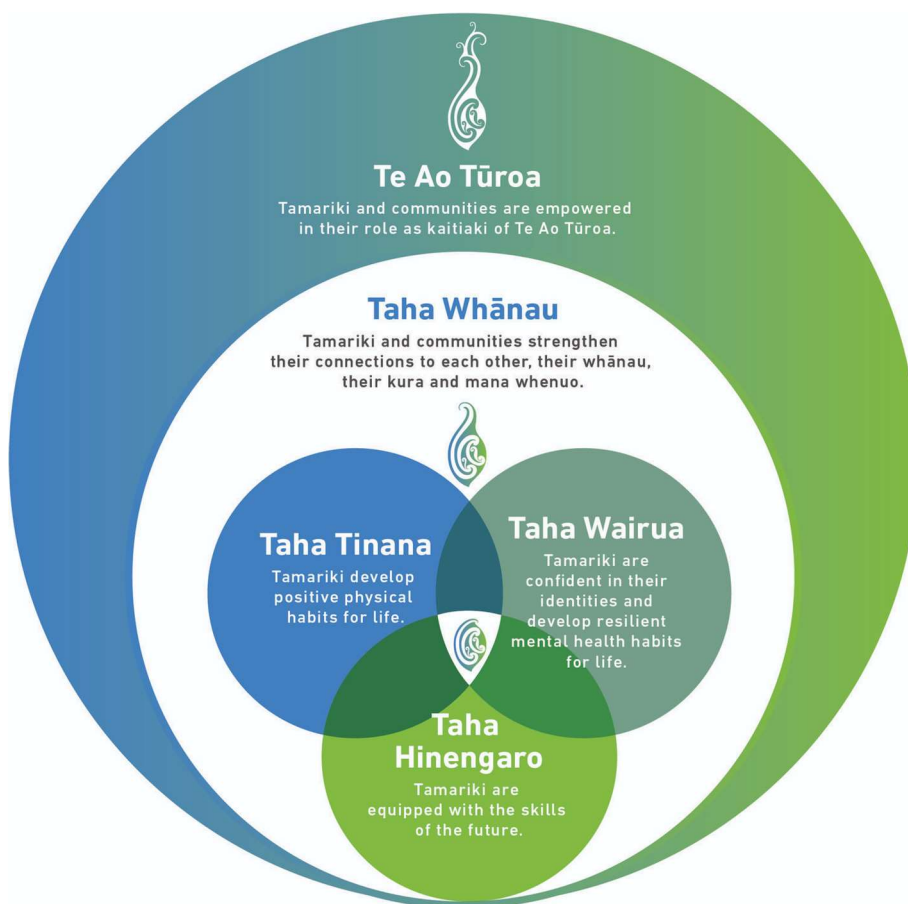 Te Ao Tūroa
Tamariki and communities are empowered
in their role as kaitiaki of Te Ao Tūroa.
Taha Whānau
Tamariki and communities strengthen
their connections to each other, their whānau,
their kura and mana whenuo.
Taha Tinana
Tamariki develop
positive physical
habits for life.
Taha Wairua
Tamariki are
confident in their
identities and
develop resilient
mental health habits
for life.
Taha
Hinengaro
Tamariki are
equipped with the skills
of the future.